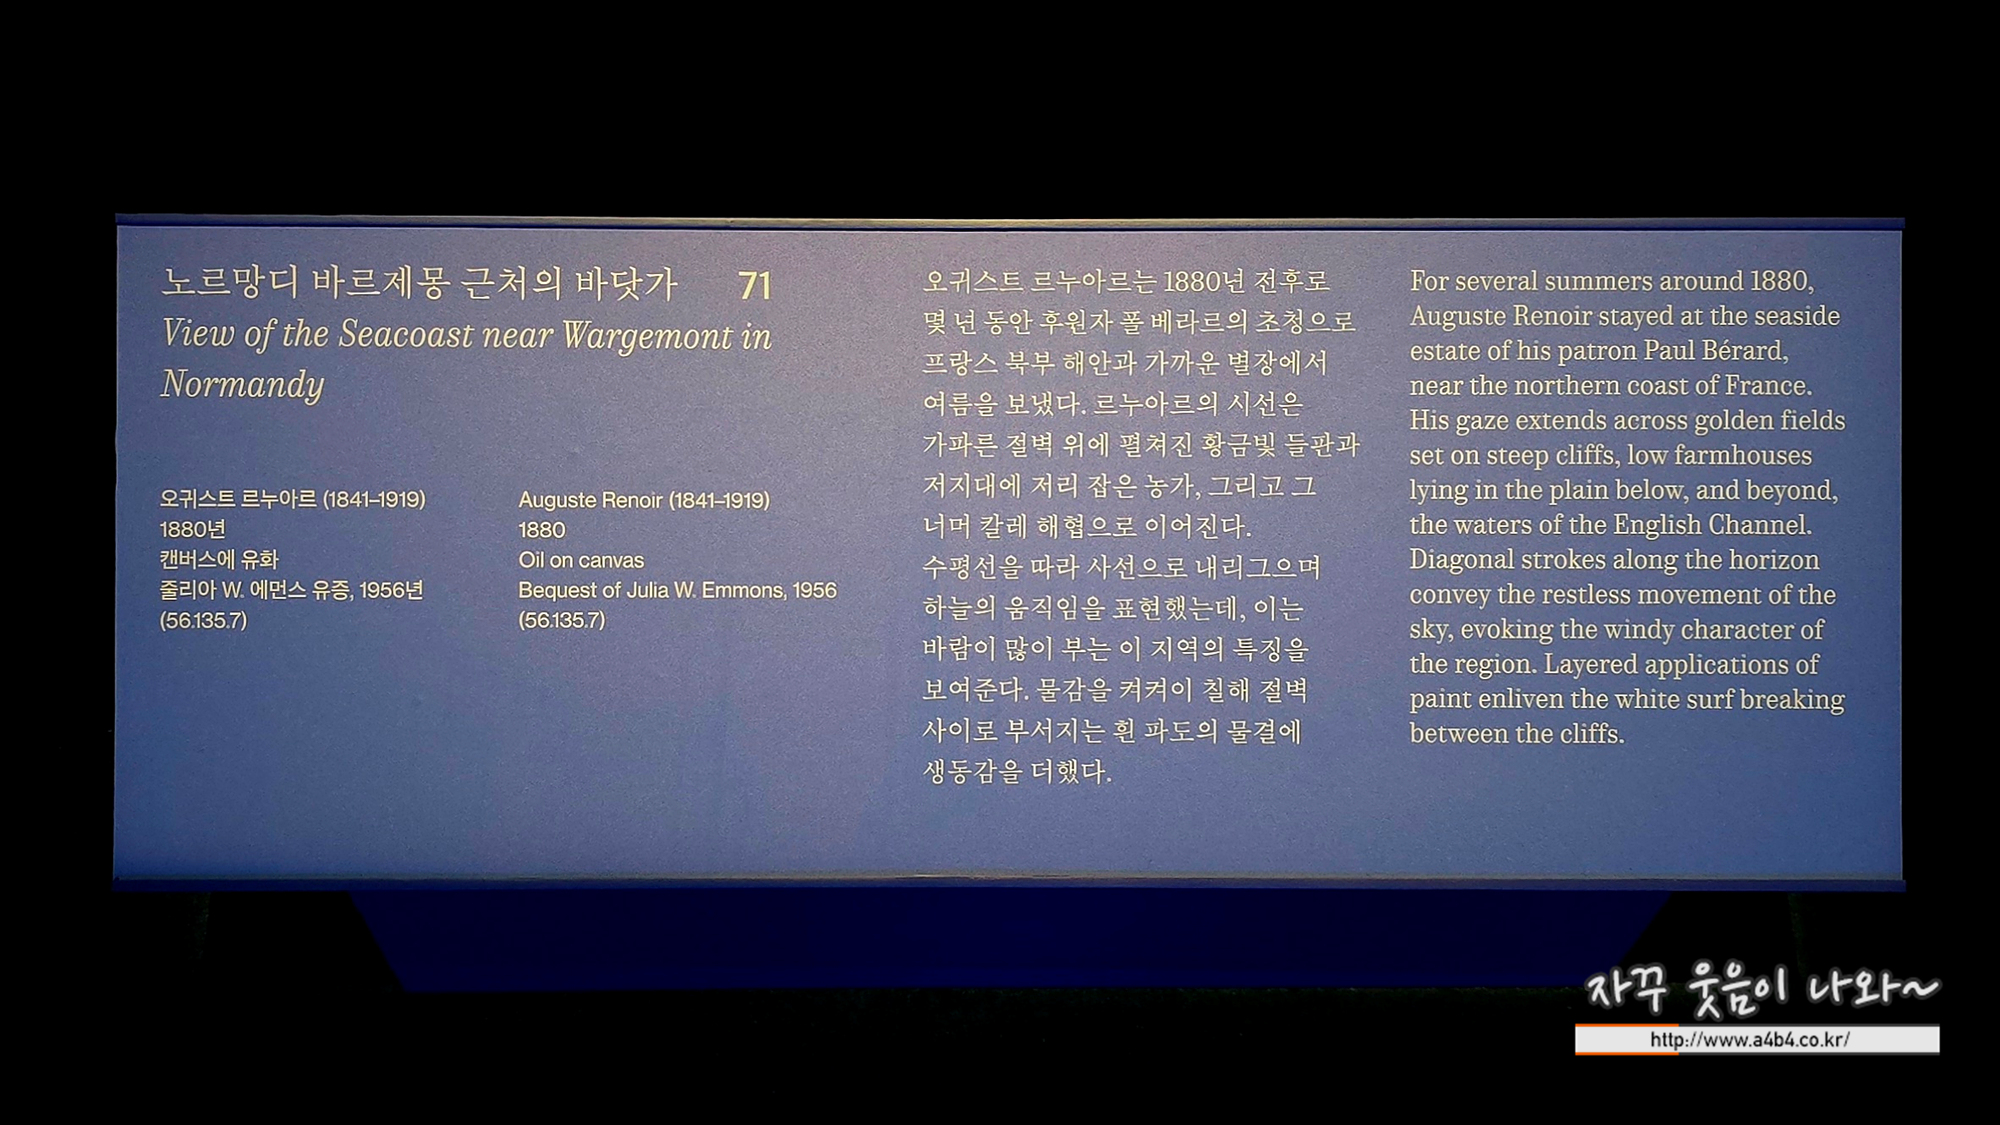 노르망디 바르제몽 근처의 바닷가 71
View of the Seacoast near Wargemont in
Normandy
오귀스트 르누아르 (1841–1919)
1880년
캔버스에 유화
줄리아 W. 에먼스 유증, 1956년
(56.135.7)
Auguste Renoir (1841–1919)
1880
Oil on canvas
Bequest of Julia W. Emmons, 1956
(56.135.7)
오귀스트 르누아르는 1880년 전후로
몇 년 동안 후원자 폴 베라르의 초청으로
프랑스 북부 해안과 가까운 별장에서
여름을 보냈다. 르누아르의 시선은
가파른 절벽 위에 펼쳐진 황금빛 들판과
저지대에 저리 잡은 농가, 그리고 그
너머 칼레 해협으로 이어진다.
수평선을 따라 사선으로 내리그으며
하늘의 움직임을 표현했는데, 이는
바람이 많이 부는 이 지역의 특징을
보여준다. 물감을 켜켜이 칠해 절벽
사이로 부서지는 흰 파도의 물결에
생동감을 더했다.
For several summers around 1880,
Auguste Renoir stayed at the seaside
estate of his patron Paul Bérard,
near the northern coast of France.
His gaze extends across golden fields
set on steep cliffs, low farmhouses
lying in the plain below, and beyond,
the waters of the English Channel.
Diagonal strokes along the horizon
convey the restless movement of the
sky, evoking the windy character of
the region. Layered applications of
paint enliven the white surf breaking
between the cliffs.
자꾸 웃음이 나와~
http://www.a4b4.co.kr/